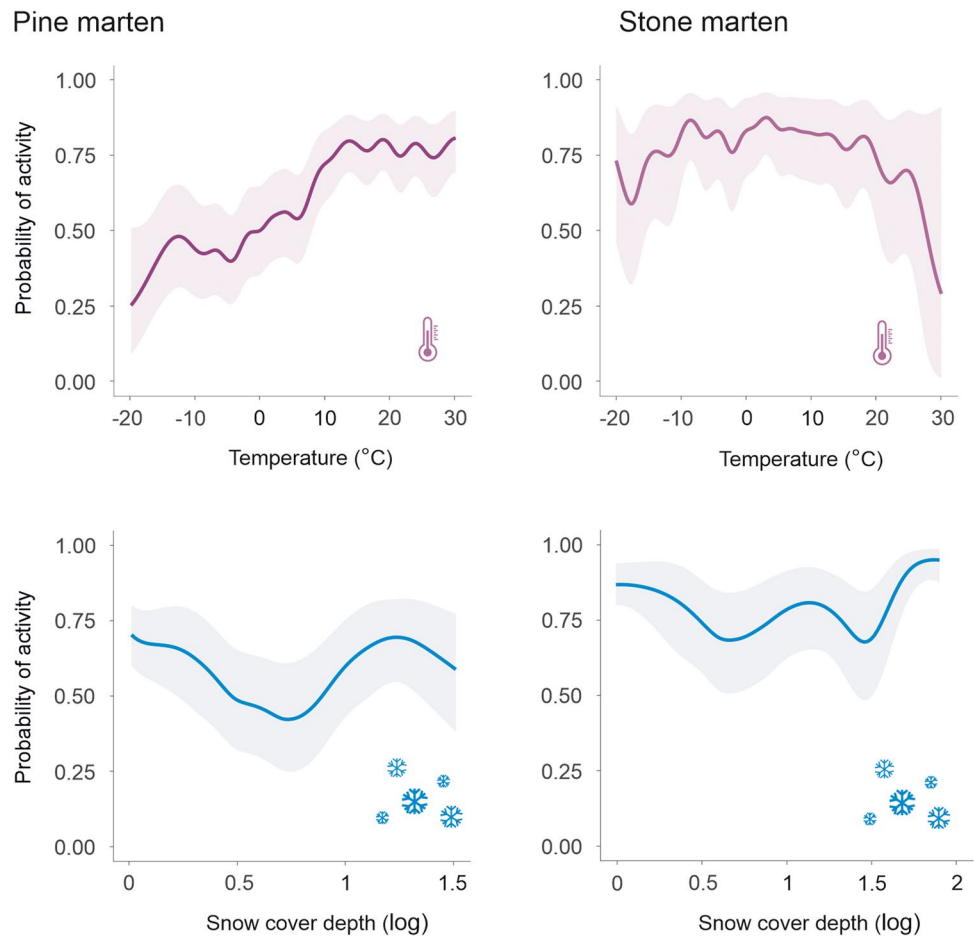 Pine marten
Stone marten
Probability of activity
1.00
0.75
0.50
0.25
0.00
-20 -10 0 10 20 30
Temperature (°C)
1.00
0.75
0.50
0.25
0.00
-20 -10 0 10 20 30
Temperature (°C)
Probability of activity
1.00
0.75
0.50
0.25
0.00
0 0.5 1 1.5
Snow cover depth (log)
1.00
0.75
0.50
0.25
0.00
0 0.5 1 1.5 2
Snow cover depth (log)